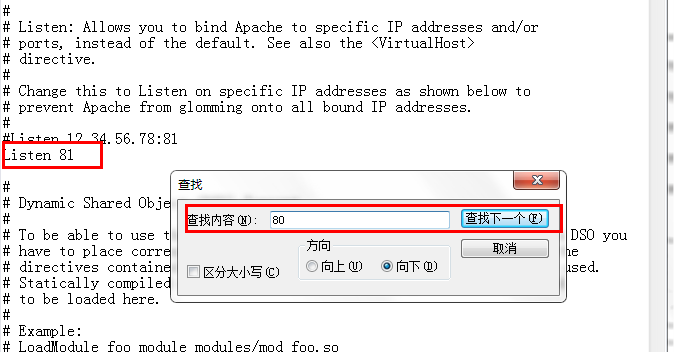 #
# Listen: Allows you to bind Apache to specific IP addresses and/or
# ports, instead of the default. See also the <VirtualHost>
# directive.
#
# Change this to Listen on specific IP addresses as shown below to
# prevent Apache from glomming onto all bound IP addresses.
#
#Listen 12.34.56.78:81
Listen 81
#
# Dynamic Shared Obje
#
# To be able to use t DSO you
# have to place corre he
# directives containe used.
# Statically compiled
# to be loaded here.
#
# Example:
# LoadModule foo_module modules/mod_foo.so
查找
查找内容(N): 80 查找下一个(F)
方向 取消
区分大小写(C) 向上(U) 向下(D)